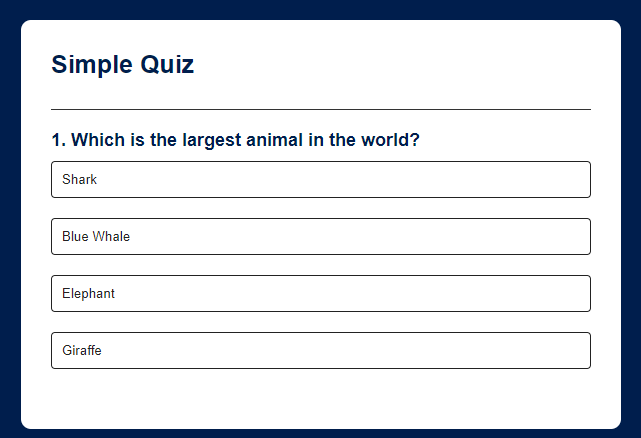 Simple Quiz
1. Which is the largest animal in the world?
Shark
Blue Whale
Elephant
Giraffe